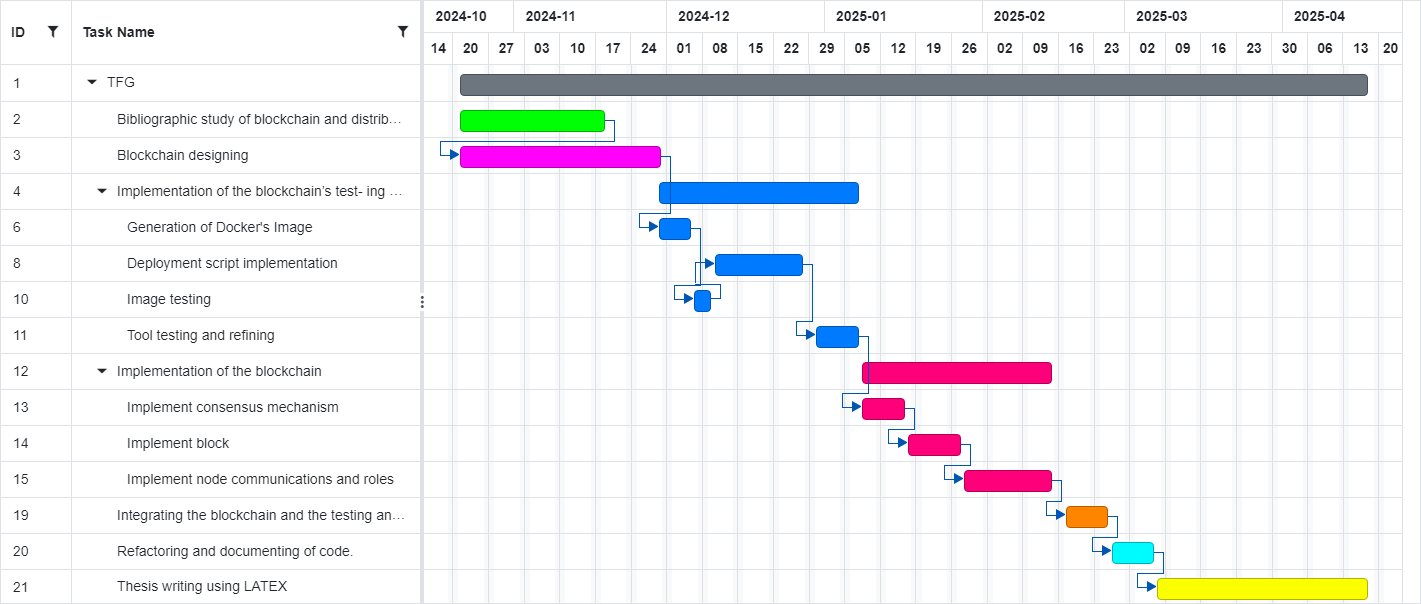 ID Task Name 2024-10 2024-11 2024-12 2025-01 2025-02 2025-03 2025-04
14 20 27 03 10 17 24 01 08 15 22 29 05 12 19 26 02 09 16 23 02 09 16 23 30 06 13 20
1 TFG
2 Bibliographic study of blockchain and distrib…
3 Blockchain designing
4 Implementation of the blockchain’s test- ing …
6 Generation of Docker's Image
8 Deployment script implementation
10 Image testing
11 Tool testing and refining
12 Implementation of the blockchain
13 Implement consensus mechanism
14 Implement block
15 Implement node communications and roles
19 Integrating the blockchain and the testing an…
20 Refactoring and documenting of code.
21 Thesis writing using LATEX